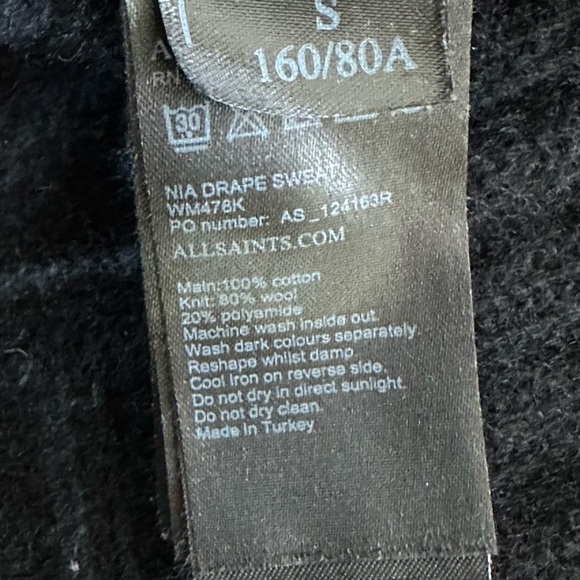 S
160/80A
30
NIA DRAPE
WM478K
PO number: AS_124163R
ALLSAINTS.COM
Main:100% cotton
Knit: 80% wool
20% polyamide
Machine wash inside out.
Wash dark colours separately.
Reshape whilst damp
Cool Iron on reverse side.
Do not dry in direct sunlight.
Do not dry clean.
Made In Turkey